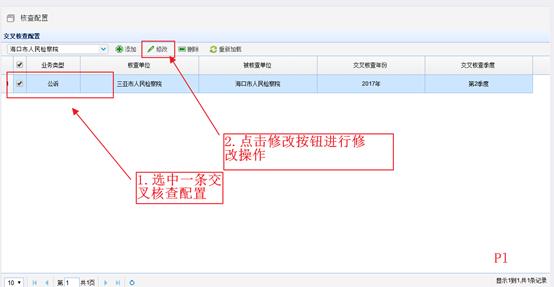 核查配置
交叉核查配置
海口市人民检察院 添加 修改 删除 重新加载
业务类型 核查单位 被核查单位 交叉核查年份 交叉核查季度
1 公诉 三亚市人民检察院 海口市人民检察院 2017年 第2季度
2.点击修改按钮进行修
改操作
1.选中一条交
叉核查配置
P1
10 第 1 共1页 显示1到1,共1条记录